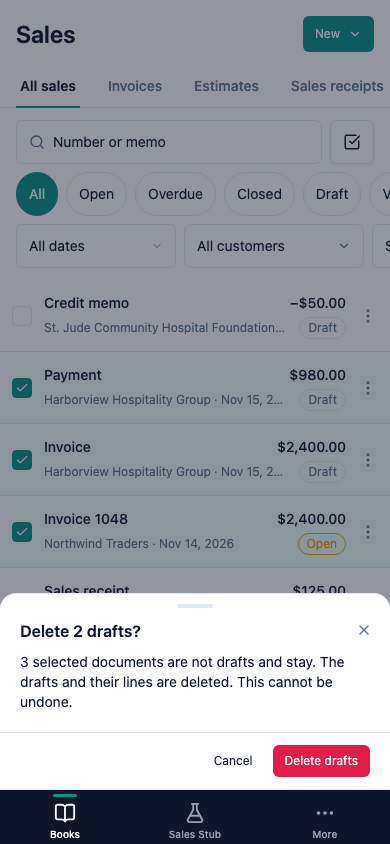 Sales
New
All sales Invoices Estimates Sales receipts
Number or memo
All Open Overdue Closed Draft
All dates All customers
Credit memo −$50.00
St. Jude Community Hospital Foundation... Draft
Payment $980.00
Harborview Hospitality Group · Nov 15, 2... Draft
Invoice $2,400.00
Harborview Hospitality Group · Nov 15, 2... Draft
Invoice 1048 $2,400.00
Northwind Traders · Nov 14, 2026 Open
Sales receipt $125.00
Delete 2 drafts?
3 selected documents are not drafts and stay. The
drafts and their lines are deleted. This cannot be
undone.
Cancel Delete drafts
Books Sales Stub More